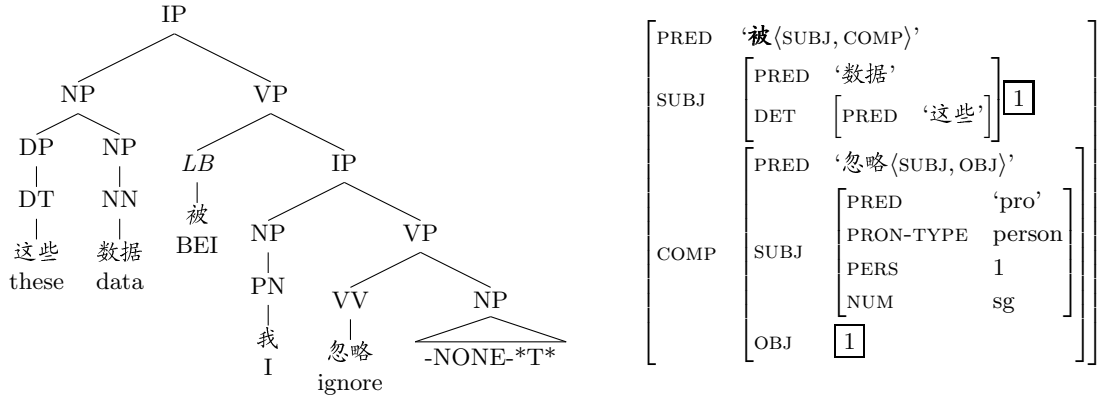 IP
NP VP
DP NP LB IP
DT NN 被 NP VP
BEI
这些 数据 PN VV NP
these data
我 忽略 -NONE-*T*
I ignore
PRED ‘被⟨SUBJ, COMP⟩’
SUBJ [PRED ‘数据’
DET [PRED ‘这些’]] 1
COMP [PRED ‘忽略⟨SUBJ, OBJ⟩’
SUBJ [PRED ‘pro’
PRON-TYPE person
PERS 1
NUM sg]
OBJ 1]